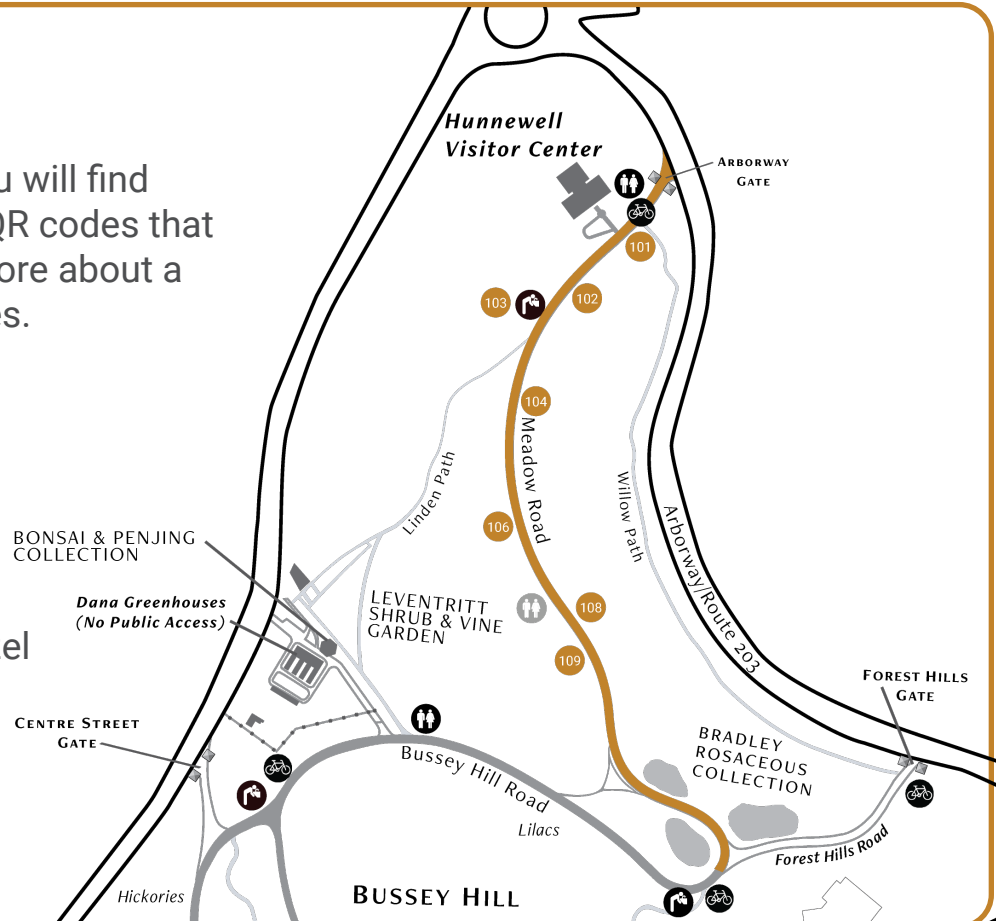 Hunnewell
Visitor Center
ARBORWAY
GATE
u will find
QR codes that
ore about a
es.
101
102
103
104
Meadow Road
Linden Path
Willow Path
106
Arborway/Route 203
BONSAI & PENJING
COLLECTION
Dana Greenhouses
(No Public Access)
LEVENTRITT
SHRUB & VINE
GARDEN
108
109
el
FOREST HILLS
GATE
CENTRE STREET
GATE
BRADLEY
ROSACEOUS
COLLECTION
Bussey Hill Road
Lilacs
Forest Hills Road
Hickories
BUSSEY HILL